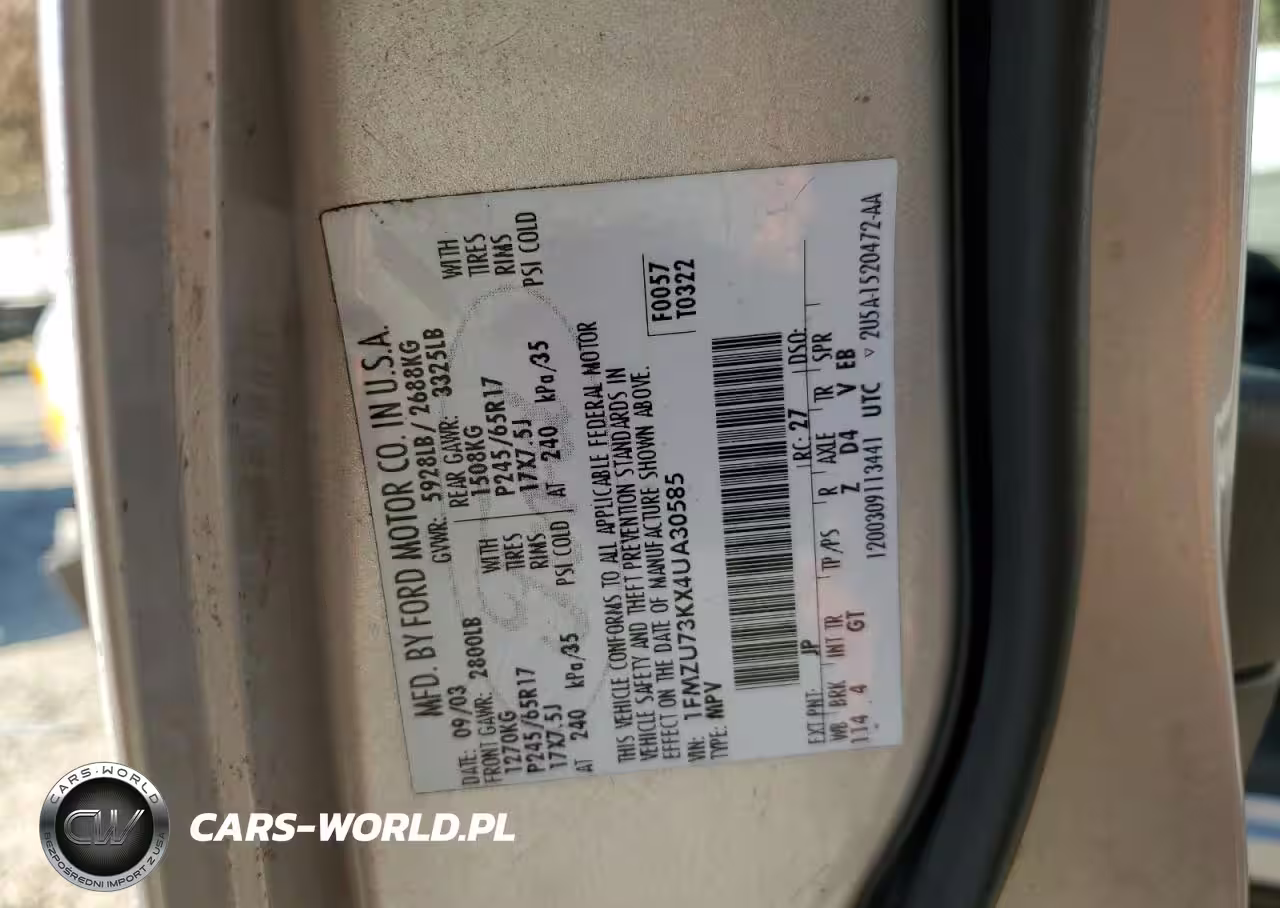 MFD. BY FORD MOTOR CO. IN U.S.A.
DATE: 09/03 GVWR: 5928LB/2688KG
FRONT GAWR: 2800LB REAR GAWR: 3325LB
1270KG WITH 1508KG WITH
P245/65R17 TIRES P245/65R17 TIRES
17X7.5J RIMS 17X7.5J RIMS
AT 240 kPa/35 PSI COLD AT 240 kPa/35 PSI COLD
THIS VEHICLE CONFORMS TO ALL APPLICABLE FEDERAL MOTOR
VEHICLE SAFETY AND THEFT PREVENTION STANDARDS IN
EFFECT ON THE DATE OF MANUFACTURE SHOWN ABOVE.
VIN: 1FMZU73KX4UA30585
TYPE: MPV
F0057
T0322
EXT PNT: JP RC: 27 DSO:
WB BRK INT TR TP/PS R AXLE TR SPR
114 4 GT Z D4 V EB
1200309113441 UTC ▽ 2U5A-1520472-AA
CARS-WORLD
CW
BEZPOŚREDNI IMPORT Z USA
CARS-WORLD.PL